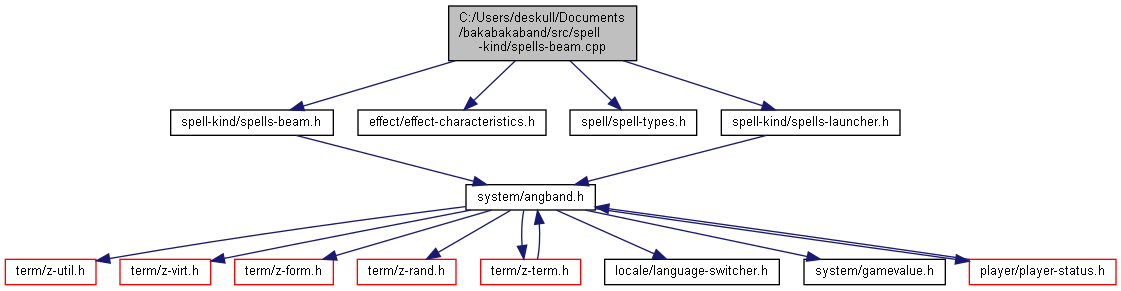 C:/Users/deskull/Documents
/bakabakaband/src/spell
-kind/spells-beam.cpp
spell-kind/spells-beam.h
effect/effect-characteristics.h
spell/spell-types.h
spell-kind/spells-launcher.h
system/angband.h
term/z-util.h
term/z-virt.h
term/z-form.h
term/z-rand.h
term/z-term.h
locale/language-switcher.h
system/gamevalue.h
player/player-status.h